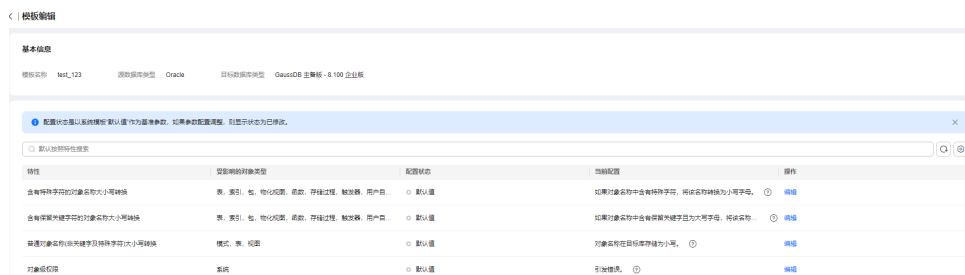 模板编辑
基本信息
模板名称 test_123 源数据库类型 Oracle 目标数据库类型 GaussDB 主备版 - 8.100 企业版
配置状态是以系统模板"默认值"作为基准参数，如果参数配置调整，则显示状态为已修改。
默认按照特性搜索
特性 受影响的对象类型 配置状态 当前配置 操作
含有特殊字符的对象名称大小写转换 表、索引、包、物化视图、函数、存储过程、触发器、用户自... 默认值 如果对象名称中含有特殊字符，将该名称转换为小写字母。 编辑
含有保留关键字符的对象名称大小写转换 表、索引、包、物化视图、函数、存储过程、触发器、用户自... 默认值 如果对象名称中含有保留关键字且为大写字母，将该名称... 编辑
普通对象名称(非关键字及特殊字符)大小写转换 模式、表、视图 默认值 对象名称在目标库存储为小写。 编辑
对象级权限 系统 默认值 引发错误。 编辑